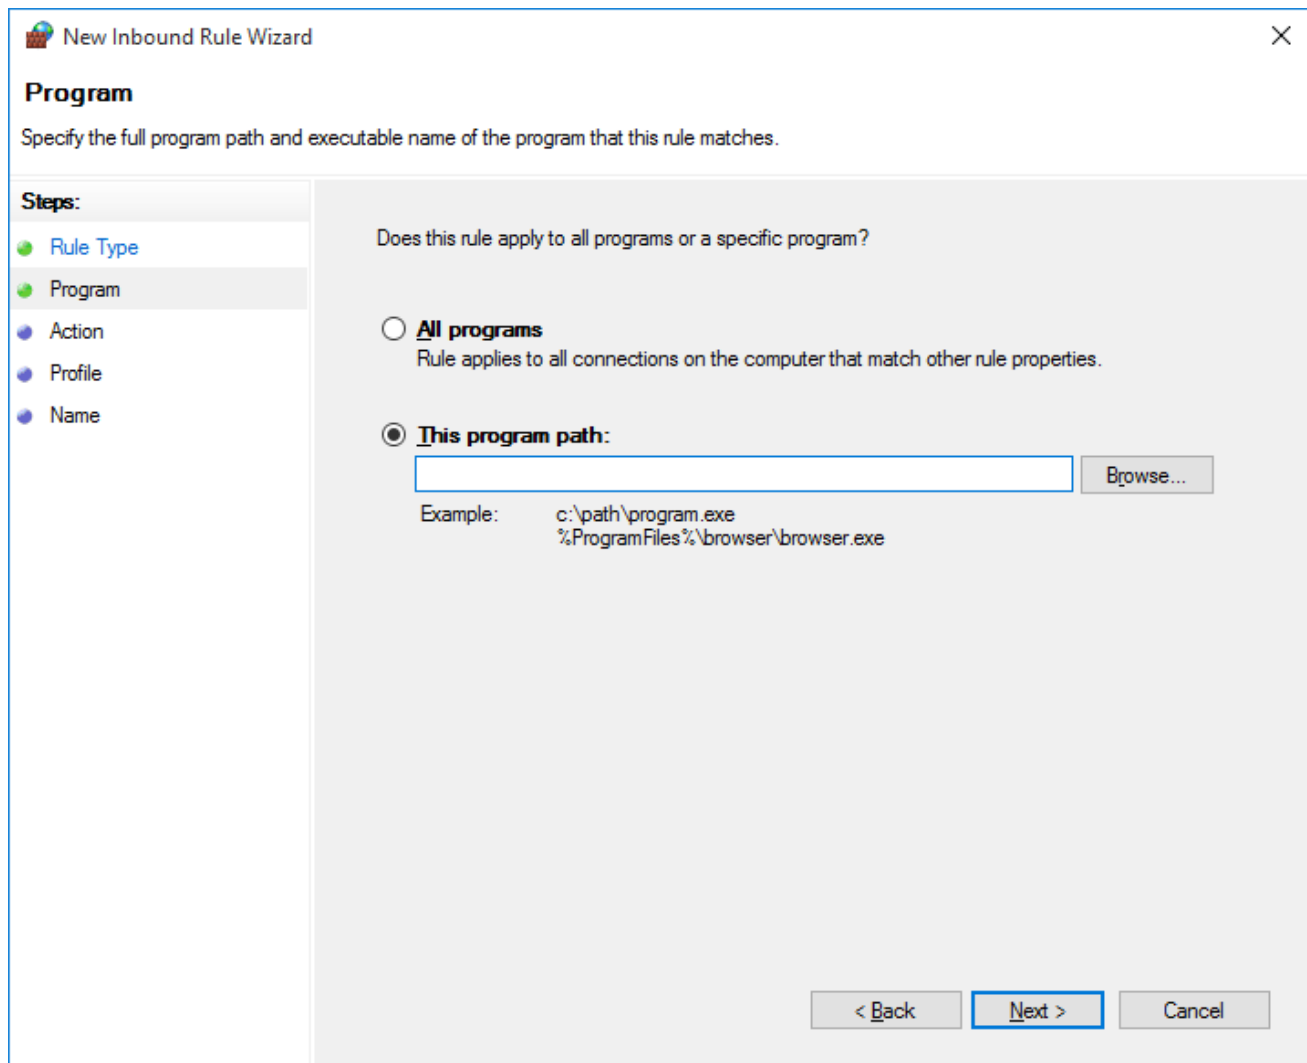 New Inbound Rule Wizard
Program
Specify the full program path and executable name of the program that this rule matches.
Steps:
Rule Type
Program
Action
Profile
Name
Does this rule apply to all programs or a specific program?
All programs
Rule applies to all connections on the computer that match other rule properties.
This program path:
Browse...
Example: c:\path\program.exe
%ProgramFiles%\browser\browser.exe
< Back Next > Cancel